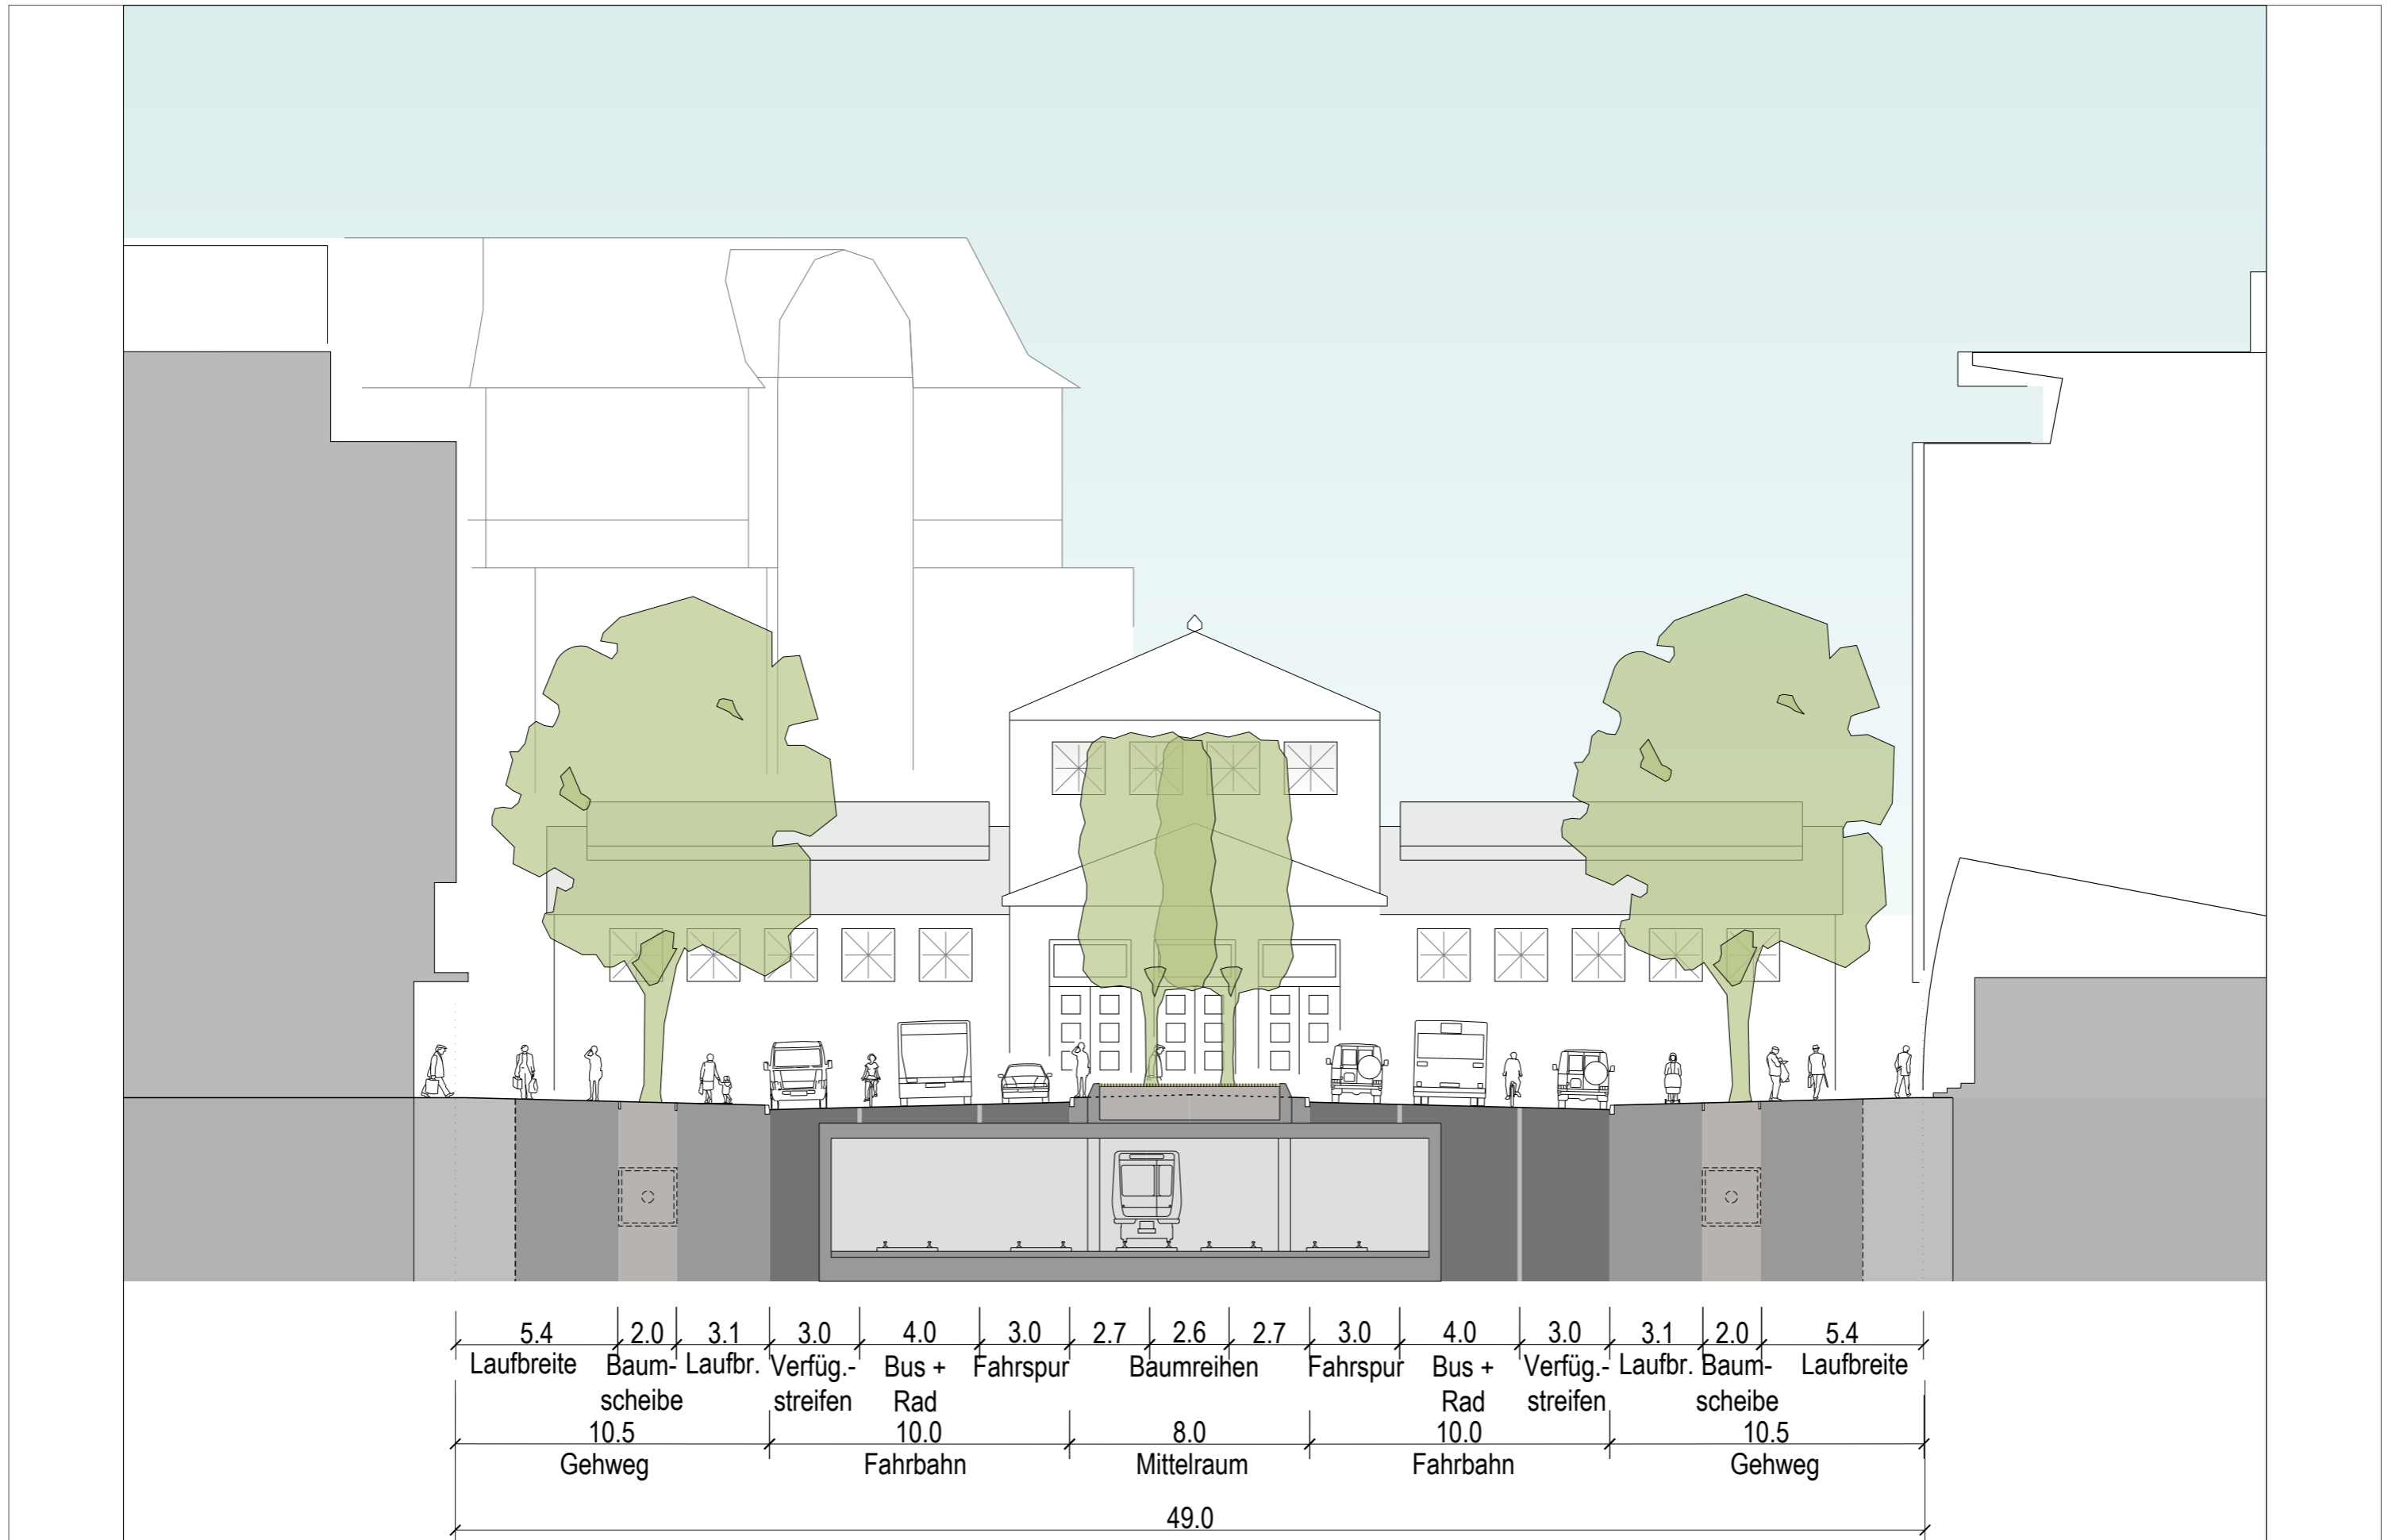 5.4 2.0 3.1 3.0 4.0 3.0 2.7 2.6 2.7 3.0 4.0 3.0 3.1 2.0 5.4
Laufbreite Baum- Laufbr. Verfüg.- Bus + Fahrspur Baumreihen Fahrspur Bus + Verfüg.- Laufbr. Baum- Laufbreite
scheibe streifen Rad Rad streifen scheibe
10.5 10.0 8.0 10.0 10.5
Gehweg Fahrbahn Mittelraum Fahrbahn Gehweg
49.0